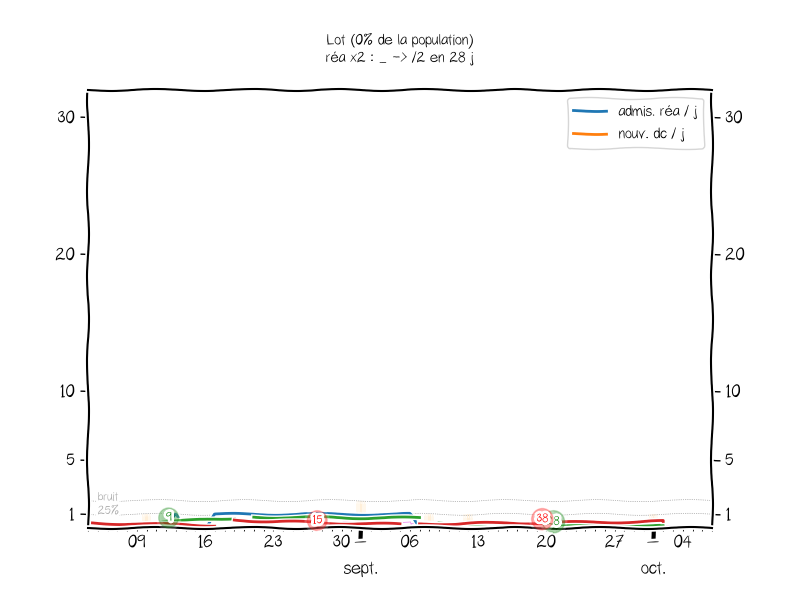 Lot (0% de la population)
réa x2 : _ -> /2 en 28 j
admis. réa / j
nouv. dc / j
30 30
20 20
10 10
5 5
bruit
25%
1 1
9 15 38
09 16 23 30 06 13 20 27 04
sept. oct.